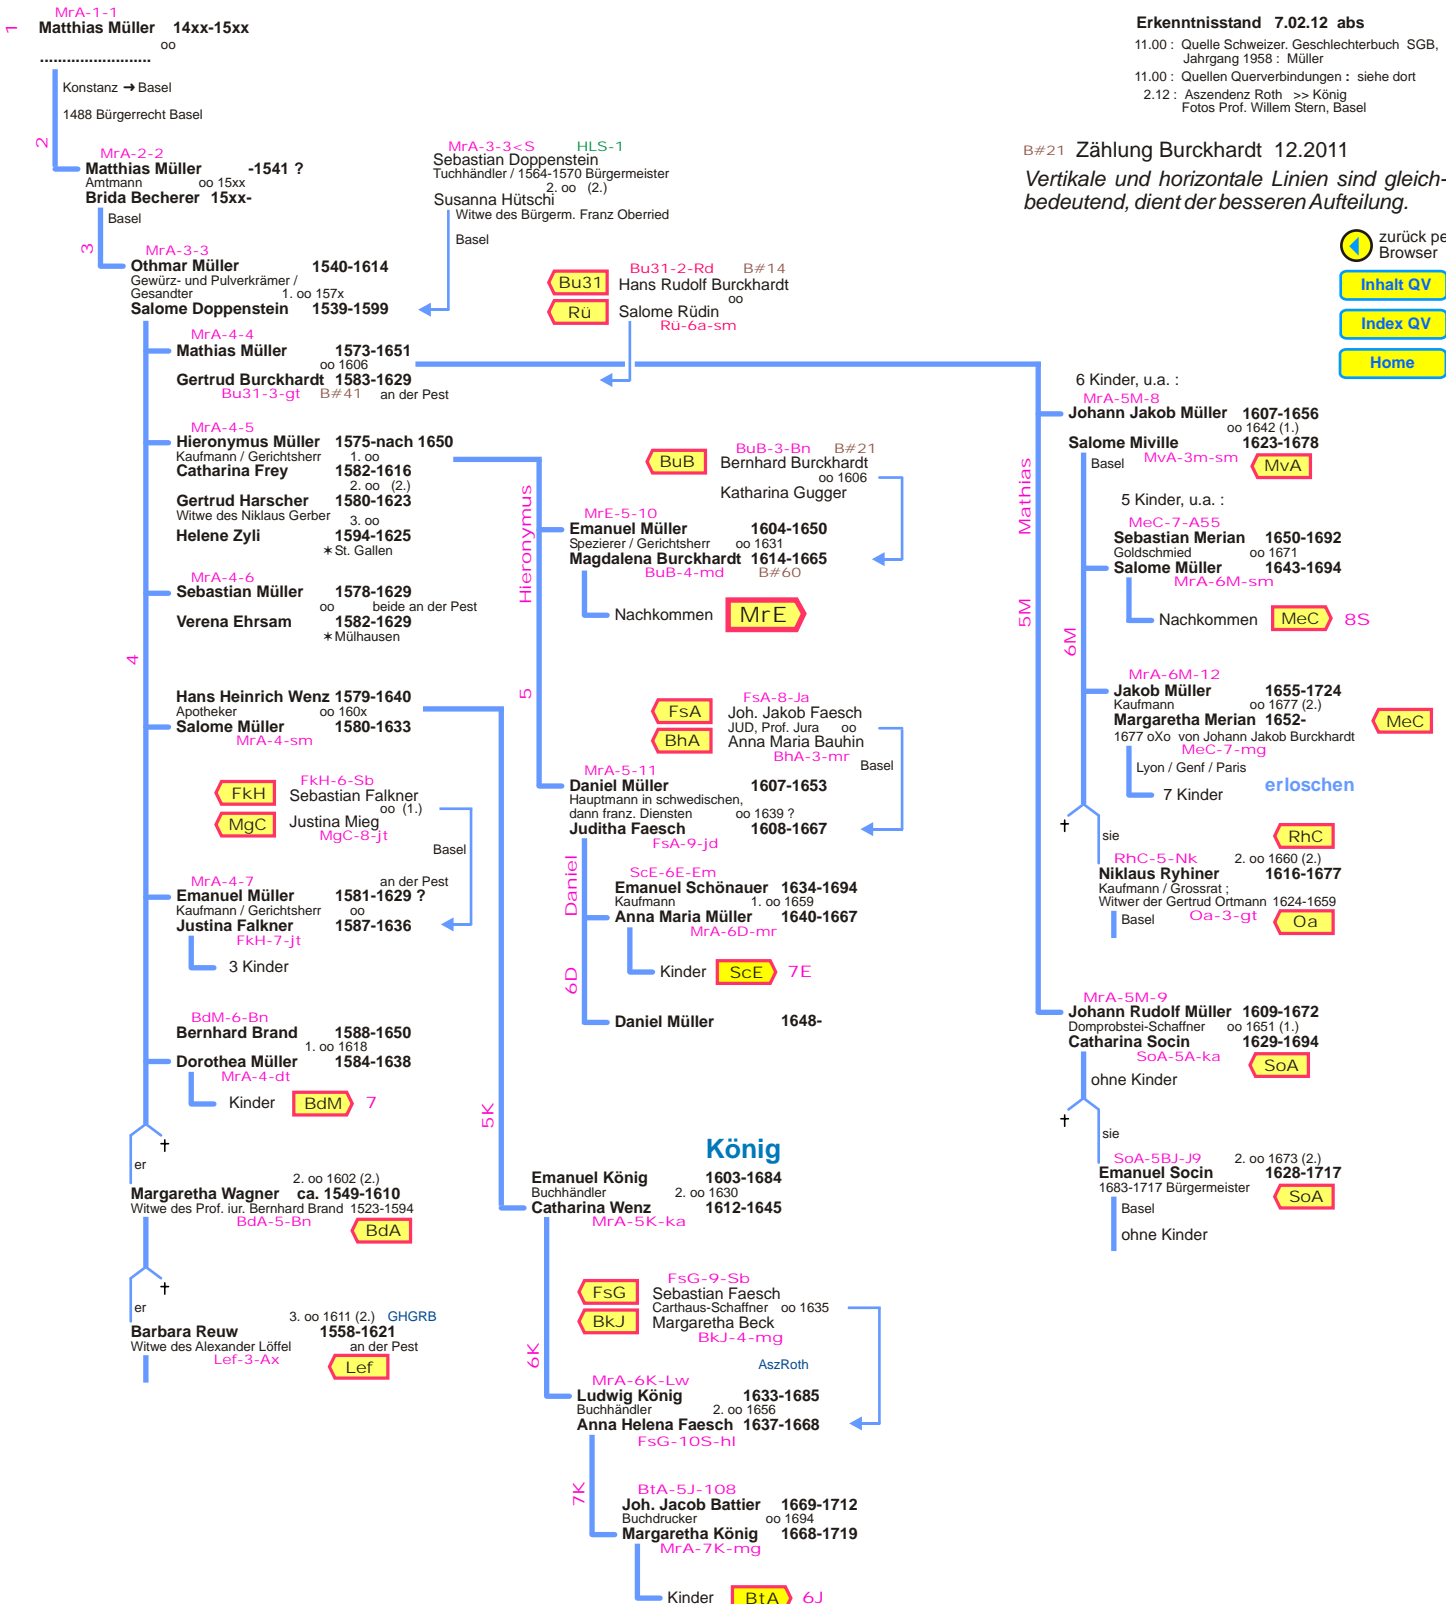 MrA-1-1
1
Matthias Müller 14xx-15xx
oo
..........................
Konstanz ➔ Basel
1488 Bürgerrecht Basel
2
MrA-2-2
Matthias Müller -1541 ?
Amtmann oo 15xx
Brida Becherer 15xx-
Basel
3
MrA-3-3
Othmar Müller 1540-1614
Gewürz- und Pulverkrämer /
Gesandter 1. oo 157x
Salome Doppenstein 1539-1599
MrA-3-3<S HLS-1
Sebastian Doppenstein
Tuchhändler / 1564-1570 Bürgermeister
2. oo (2.)
Susanna Hütschi
Witwe des Bürgerm. Franz Oberried
Basel
Erkenntnisstand 7.02.12 abs
11.00 : Quelle Schweizer. Geschlechterbuch SGB,
Jahrgang 1958 : Müller
11.00 : Quellen Querverbindungen : siehe dort
2.12 : Aszendenz Roth >> König
Fotos Prof. Willem Stern, Basel
B#21 Zählung Burckhardt 12.2011
Vertikale und horizontale Linien sind gleich-
bedeutend, dient der besseren Aufteilung.
zurück pe
Browser
Inhalt QV
Index QV
Home
Bu31-2-Rd B#14
Bu31 Hans Rudolf Burckhardt
oo
Rü Salome Rüdin
Rü-6a-sm
MrA-4-4
Mathias Müller 1573-1651
oo 1606
Gertrud Burckhardt 1583-1629
Bu31-3-gt B#41 an der Pest
MrA-4-5
Hieronymus Müller 1575-nach 1650
Kaufmann / Gerichtsherr 1. oo
Catharina Frey 1582-1616
2. oo (2.)
Gertrud Harscher 1580-1623
Witwe des Niklaus Gerber 3. oo
Helene Zyli 1594-1625
✶St. Gallen
MrA-4-6
Sebastian Müller 1578-1629
oo beide an der Pest
Verena Ehrsam 1582-1629
✶Mülhausen
4
Hans Heinrich Wenz 1579-1640
Apotheker oo 160x
Salome Müller 1580-1633
MrA-4-sm
FkH-6-Sb
FkH Sebastian Falkner
oo (1.)
MgC Justina Mieg
MgC-8-jt
Basel
MrA-4-7 an der Pest
Emanuel Müller 1581-1629 ?
Kaufmann / Gerichtsherr oo
Justina Falkner 1587-1636
FkH-7-jt
3 Kinder
BdM-6-Bn
Bernhard Brand 1588-1650
1. oo 1618
Dorothea Müller 1584-1638
MrA-4-dt
Kinder BdM 7
†
er
2. oo 1602 (2.)
Margaretha Wagner ca. 1549-1610
Witwe des Prof. iur. Bernhard Brand 1523-1594
BdA-5-Bn BdA
†
er
3. oo 1611 (2.) GHGRB
Barbara Reuw 1558-1621
Witwe des Alexander Löffel an der Pest
Lef-3-Ax Lef
Hieronymus
5
BuB-3-Bn B#21
BuB Bernhard Burckhardt
oo 1606
Katharina Gugger
MrE-5-10
Emanuel Müller 1604-1650
Spezierer / Gerichtsherr oo 1631
Magdalena Burckhardt 1614-1665
BuB-4-md B#60
Nachkommen MrE
FsA-8-Ja
FsA Joh. Jakob Faesch
JUD, Prof. Jura oo
BhA Anna Maria Bauhin
BhA-3-mr Basel
MrA-5-11
Daniel Müller 1607-1653
Hauptmann in schwedischen,
dann franz. Diensten oo 1639 ?
Juditha Faesch 1608-1667
FsA-9-jd
Daniel
6D
ScE-6E-Em
Emanuel Schönauer 1634-1694
Kaufmann 1. oo 1659
Anna Maria Müller 1640-1667
MrA-6D-mr
Kinder ScE 7E
Daniel Müller 1648-
5K
König
Emanuel König 1603-1684
Buchhändler 2. oo 1630
Catharina Wenz 1612-1645
MrA-5K-ka
6K
FsG-9-Sb
FsG Sebastian Faesch
Carthaus-Schaffner oo 1635
BkJ Margaretha Beck
BkJ-4-mg
AszRoth
MrA-6K-Lw
Ludwig König 1633-1685
Buchhändler 2. oo 1656
Anna Helena Faesch 1637-1668
FsG-10S-hl
7K
BtA-5J-108
Joh. Jacob Battier 1669-1712
Buchdrucker oo 1694
Margaretha König 1668-1719
MrA-7K-mg
Kinder BtA 6J
Mathias
5M
6 Kinder, u.a. :
MrA-5M-8
Johann Jakob Müller 1607-1656
oo 1642 (1.)
Salome Miville 1623-1678
Basel MvA-3m-sm MvA
6M
5 Kinder, u.a. :
MeC-7-A55
Sebastian Merian 1650-1692
Goldschmied oo 1671
Salome Müller 1643-1694
MrA-6M-sm
Nachkommen MeC 8S
MrA-6M-12
Jakob Müller 1655-1724
Kaufmann oo 1677 (2.)
Margaretha Merian 1652- MeC
1677 oXo von Johann Jakob Burckhardt
MeC-7-mg
Lyon / Genf / Paris
7 Kinder erloschen
†
sie RhC
RhC-5-Nk 2. oo 1660 (2.)
Niklaus Ryhiner 1616-1677
Kaufmann / Grossrat ;
Witwer der Gertrud Ortmann 1624-1659
Basel Oa-3-gt Oa
MrA-5M-9
Johann Rudolf Müller 1609-1672
Domprobstei-Schaffner oo 1651 (1.)
Catharina Socin 1629-1694
SoA-5A-ka SoA
ohne Kinder
†
sie
SoA-5BJ-J9 2. oo 1673 (2.)
Emanuel Socin 1628-1717
1683-1717 Bürgermeister SoA
Basel
ohne Kinder